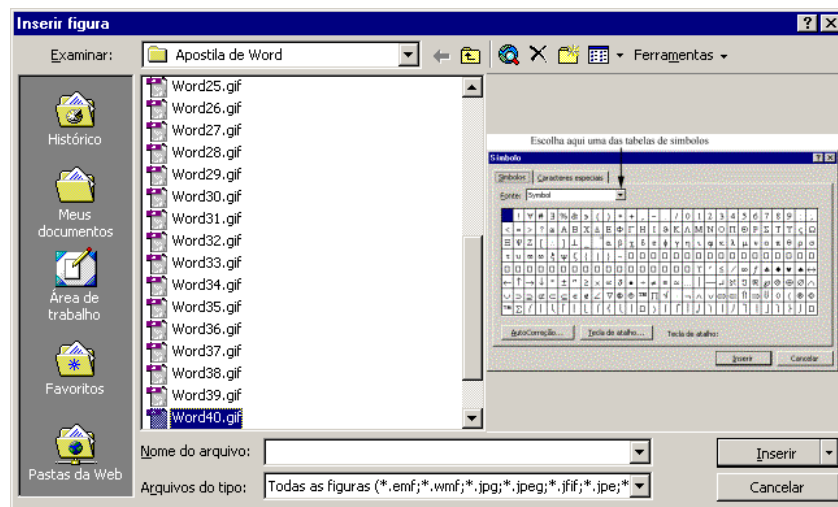 Inserir figura
Examinar:
Apostila de Word
Ferramentas
Histórico
Meus
documentos
Área de
trabalho
Favoritos
Pastas da Web
Word25.gif
Word26.gif
Word27.gif
Word28.gif
Word29.gif
Word30.gif
Word31.gif
Word32.gif
Word33.gif
Word34.gif
Word35.gif
Word36.gif
Word37.gif
Word38.gif
Word39.gif
Word40.gif
Escolha aqui uma das tabelas de simbolos
Símbolo
Símbolos Caracteres especiais
Fonte: Symbol
AutoCorreção... Tecla de atalho... Tecla de atalho:
Inserir Cancelar
Nome do arquivo:
Inserir
Arquivos do tipo:
Todas as figuras (*.emf;*.wmf;*.jpg;*.jpeg;*.jfif;*.jpe;*
Cancelar